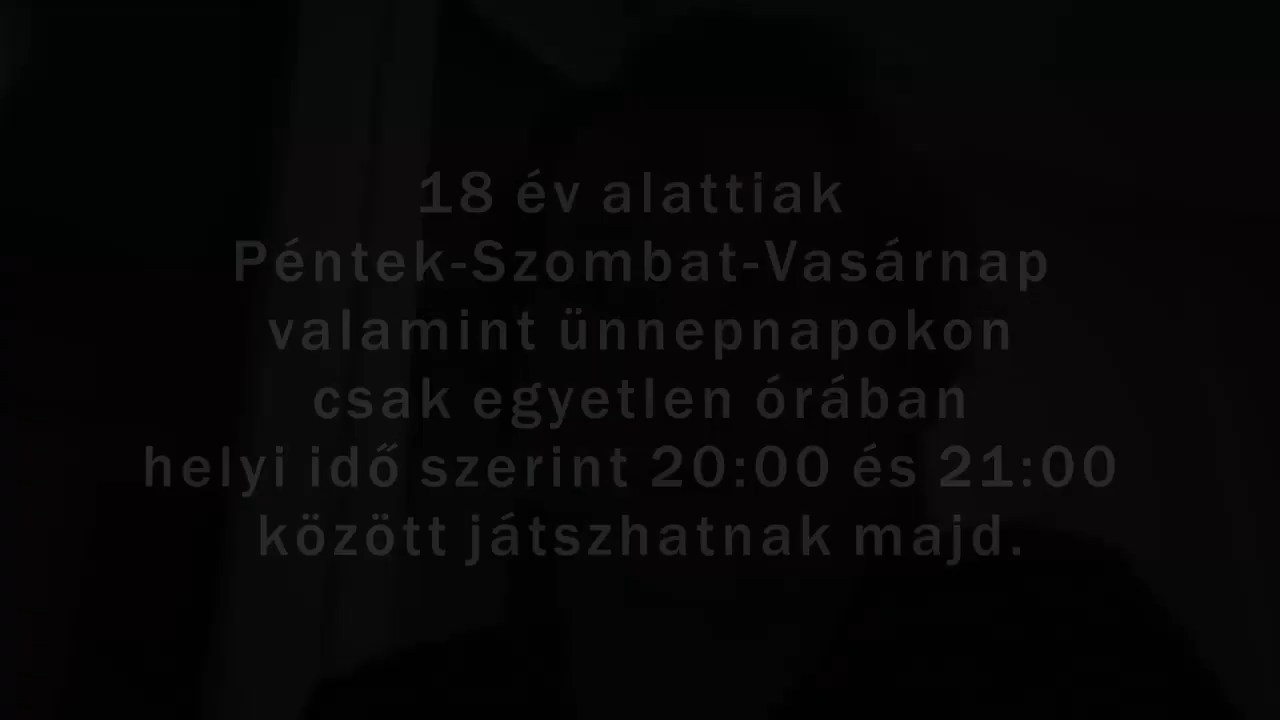 18 év alattiak
Péntek-Szombat-Vasárnap
valamint ünnepnapokon
csak egyetlen órában
helyi idő szerint 20:00 és 21:00
között játszhatnak majd.